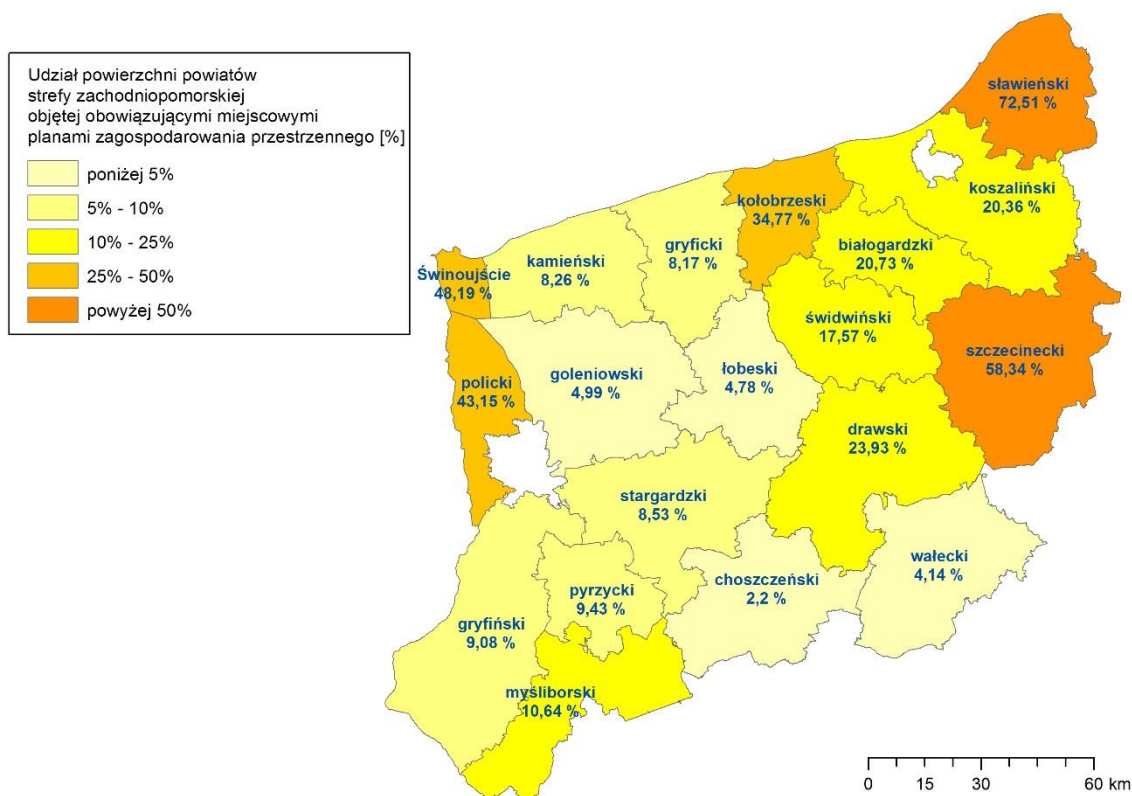 Udział powierzchni powiatów
strefy zachodniopomorskiej
objętej obowiązującymi miejscowymi
planami zagospodarowania przestrzennego [%]
poniżej 5%
5% - 10%
10% - 25%
25% - 50%
powyżej 50%
sławieński
72,51 %
koszaliński
20,36 %
kołobrzeski
34,77 %
białogardzki
20,73 %
gryficki
8,17 %
kamieński
8,26 %
Świnoujście
48,19 %
świdwiński
17,57 %
szczecinecki
58,34 %
łobeski
4,78 %
goleniowski
4,99 %
policki
43,15 %
drawski
23,93 %
stargardzki
8,53 %
wałecki
4,14 %
choszczeński
2,2 %
pyrzycki
9,43 %
gryfiński
9,08 %
myśliborski
10,64 %
0 15 30 60 km